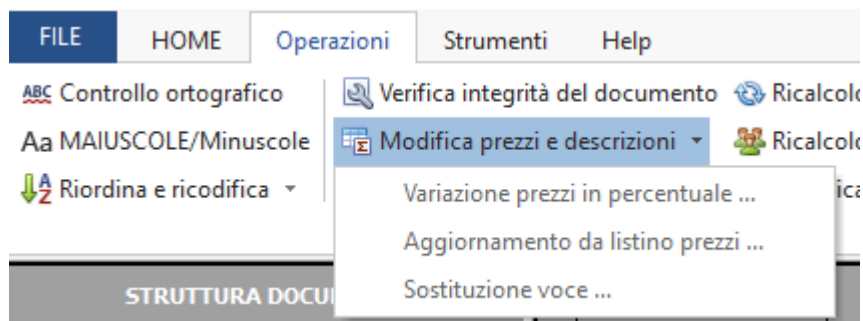 FILE HOME Operazioni Strumenti Help
ABC Controllo ortografico Verifica integrità del documento
Aa MAIUSCOLE/Minuscole Modifica prezzi e descrizioni
AZ Riordina e ricodifica
Variazione prezzi in percentuale ...
Aggiornamento da listino prezzi ...
Sostituzione voce ...
STRUTTURA